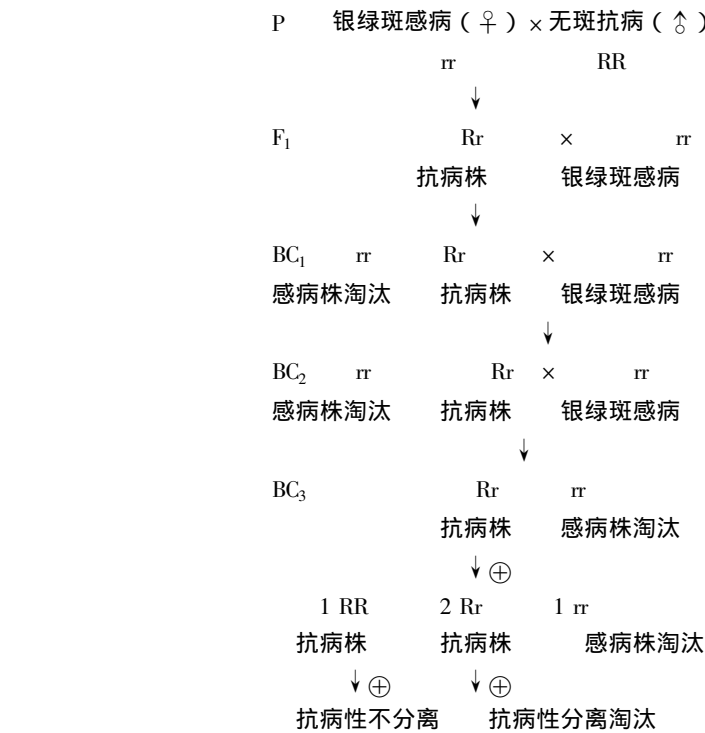 P 银绿斑感病(♀)×无斑抗病(♂)
rr RR
↓
F₁ Rr × rr
抗病株 银绿斑感病
↓
BC₁ rr Rr × rr
感病株淘汰 抗病株 银绿斑感病
↓
BC₂ rr Rr × rr
感病株淘汰 抗病株 银绿斑感病
↓
BC₃ Rr rr
抗病株 感病株淘汰
↓⊕
1 RR 2 Rr 1 rr
抗病株 抗病株 感病株淘汰
↓⊕ ↓⊕
抗病性不分离 抗病性分离淘汰